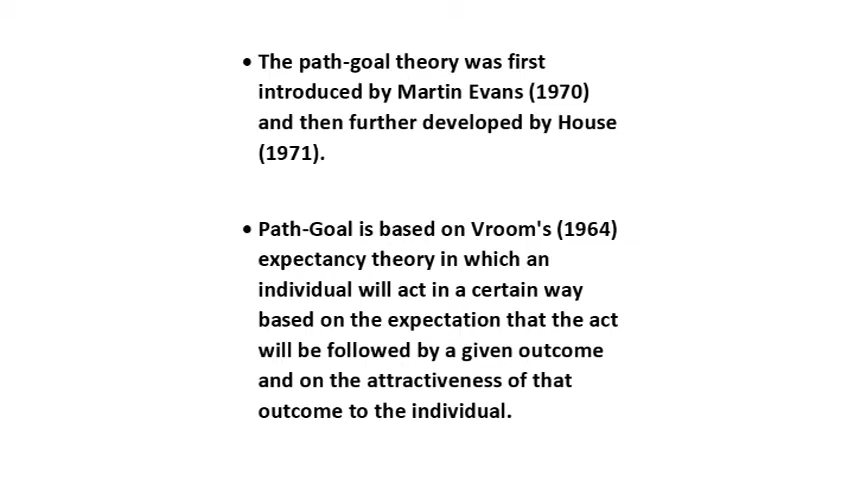 • The path-goal theory was first
introduced by Martin Evans (1970)
and then further developed by House
(1971).
• Path-Goal is based on Vroom's (1964)
expectancy theory in which an
individual will act in a certain way
based on the expectation that the act
will be followed by a given outcome
and on the attractiveness of that
outcome to the individual.